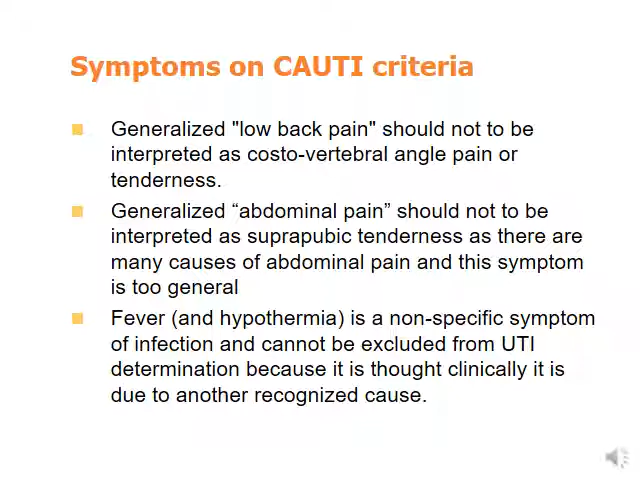 Symptoms on CAUTI criteria
Generalized "low back pain" should not to be
interpreted as costo-vertebral angle pain or
tenderness.
Generalized “abdominal pain” should not to be
interpreted as suprapubic tenderness as there are
many causes of abdominal pain and this symptom
is too general
Fever (and hypothermia) is a non-specific symptom
of infection and cannot be excluded from UTI
determination because it is thought clinically it is
due to another recognized cause.